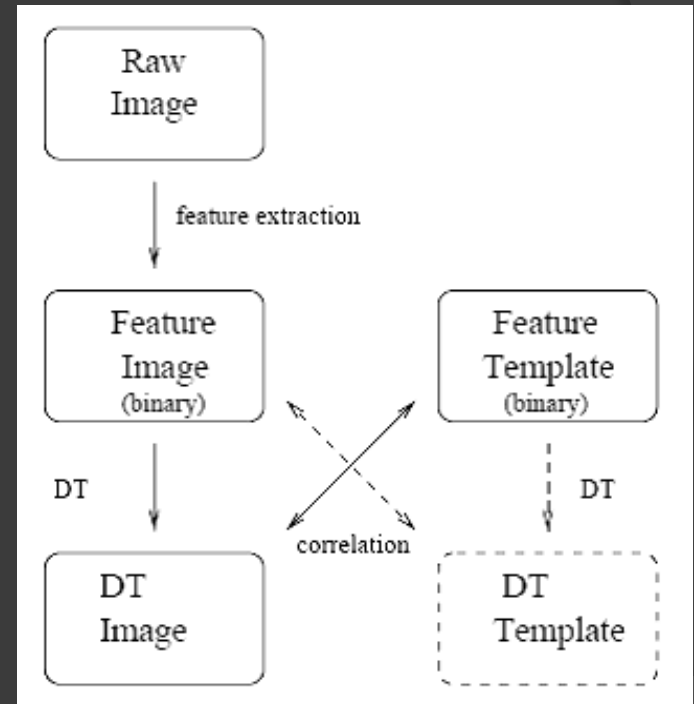 Raw
Image
feature extraction
Feature
Image
(binary)
Feature
Template
(binary)
DT
DT
correlation
DT
Image
DT
Template